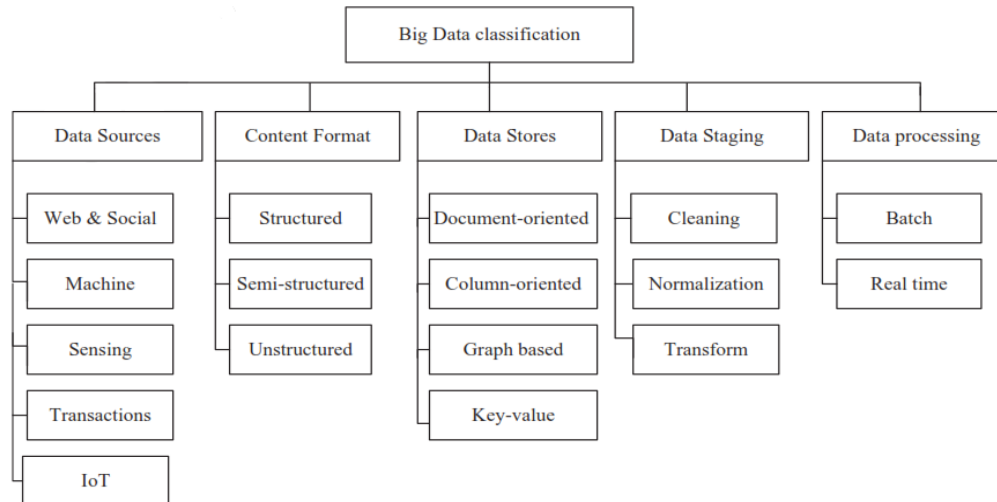 Big Data classification
Data Sources
Content Format
Data Stores
Data Staging
Data processing
Web & Social
Structured
Document-oriented
Cleaning
Batch
Machine
Semi-structured
Column-oriented
Normalization
Real time
Sensing
Unstructured
Graph based
Transform
Transactions
Key-value
IoT